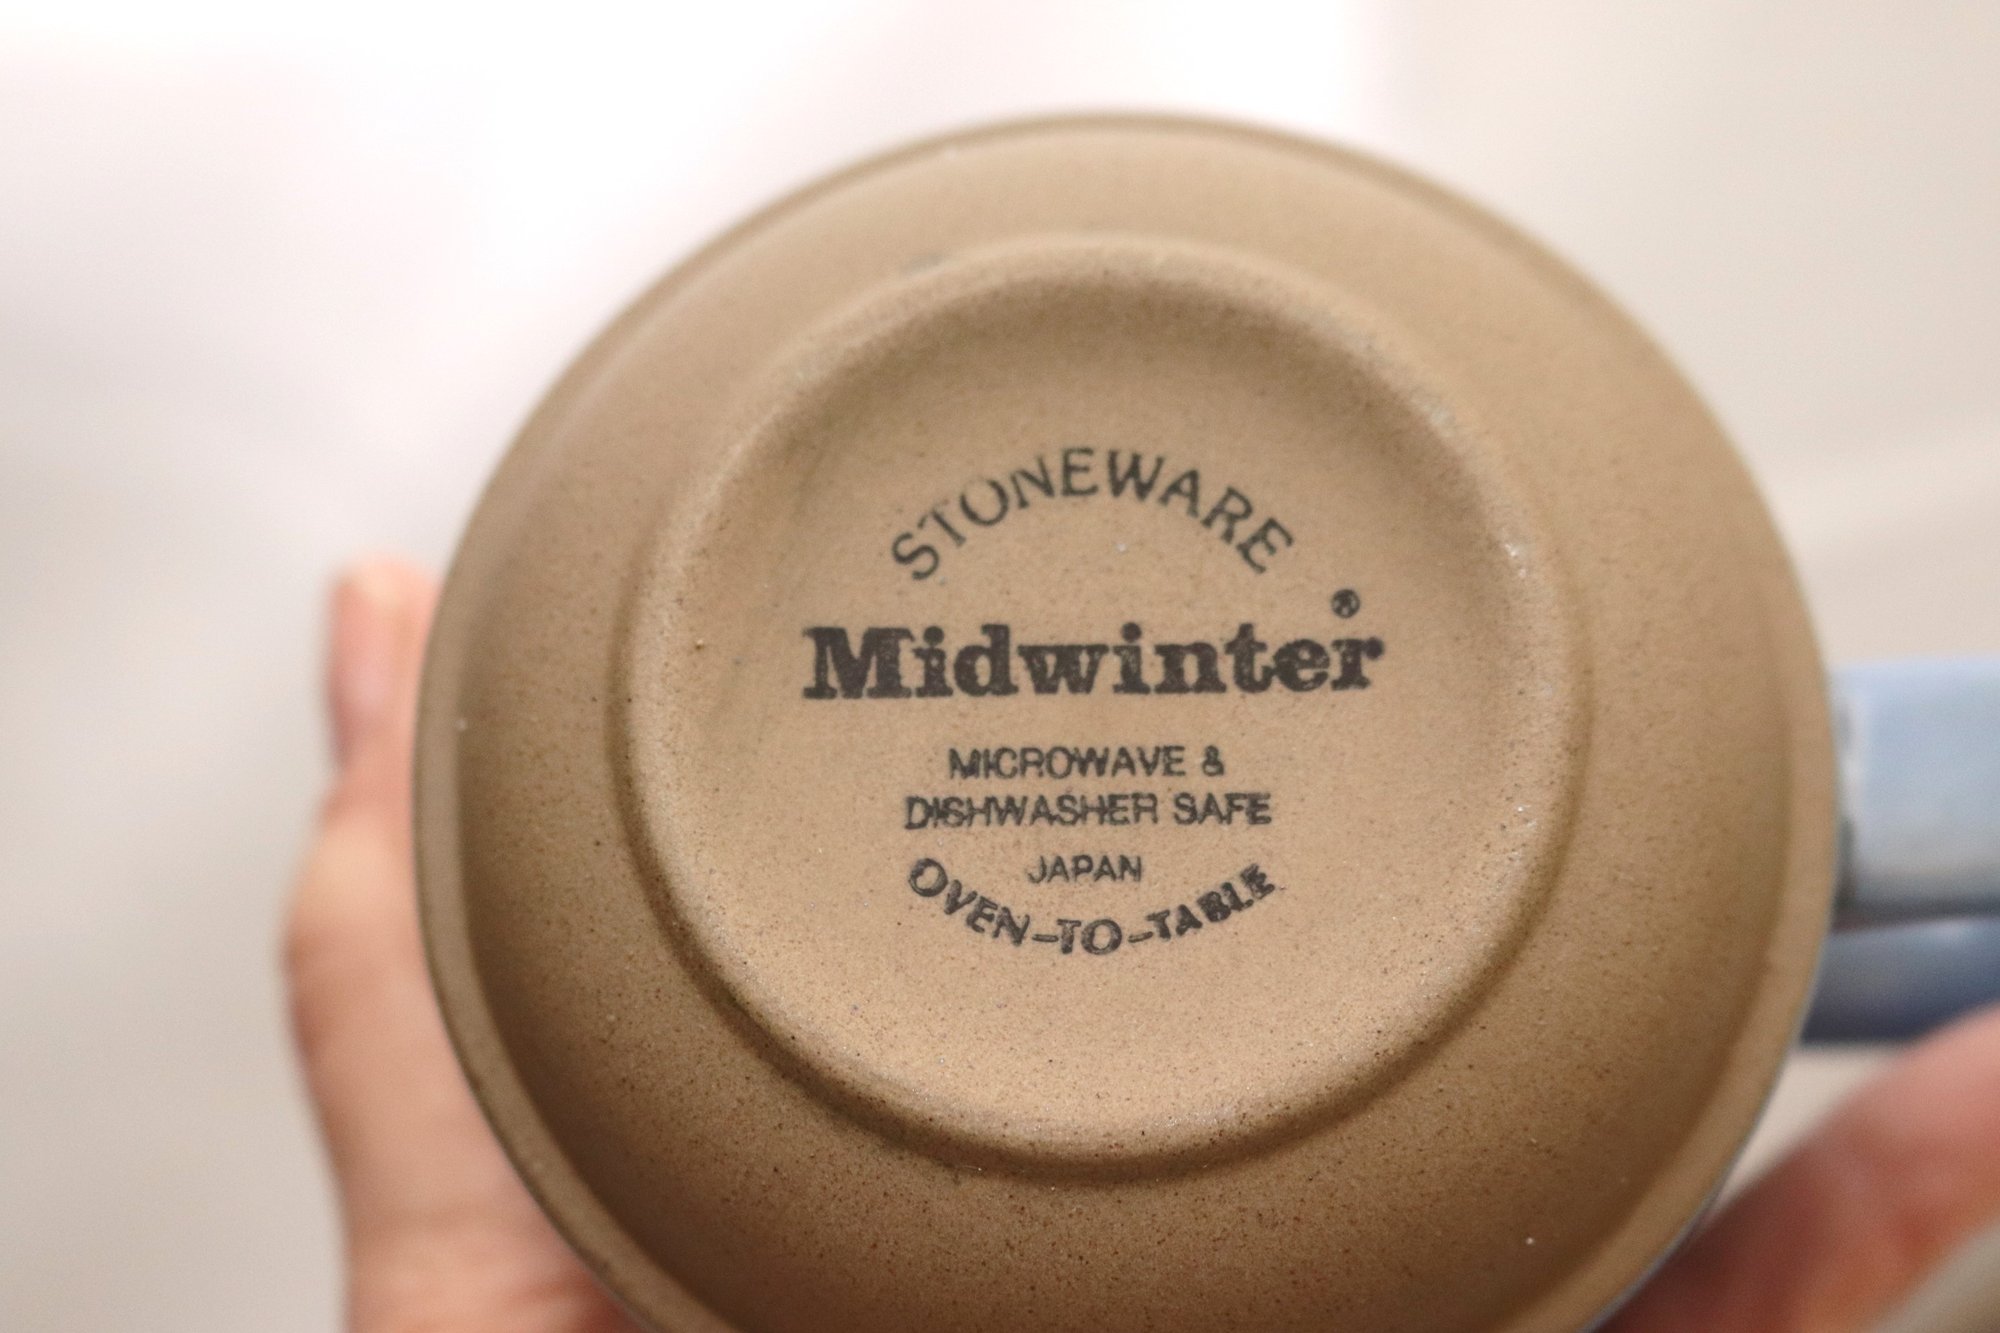 STONEWARE
Midwinter®
MICROWAVE &
DISHWASHER SAFE
JAPAN
OVEN-TO-TABLE